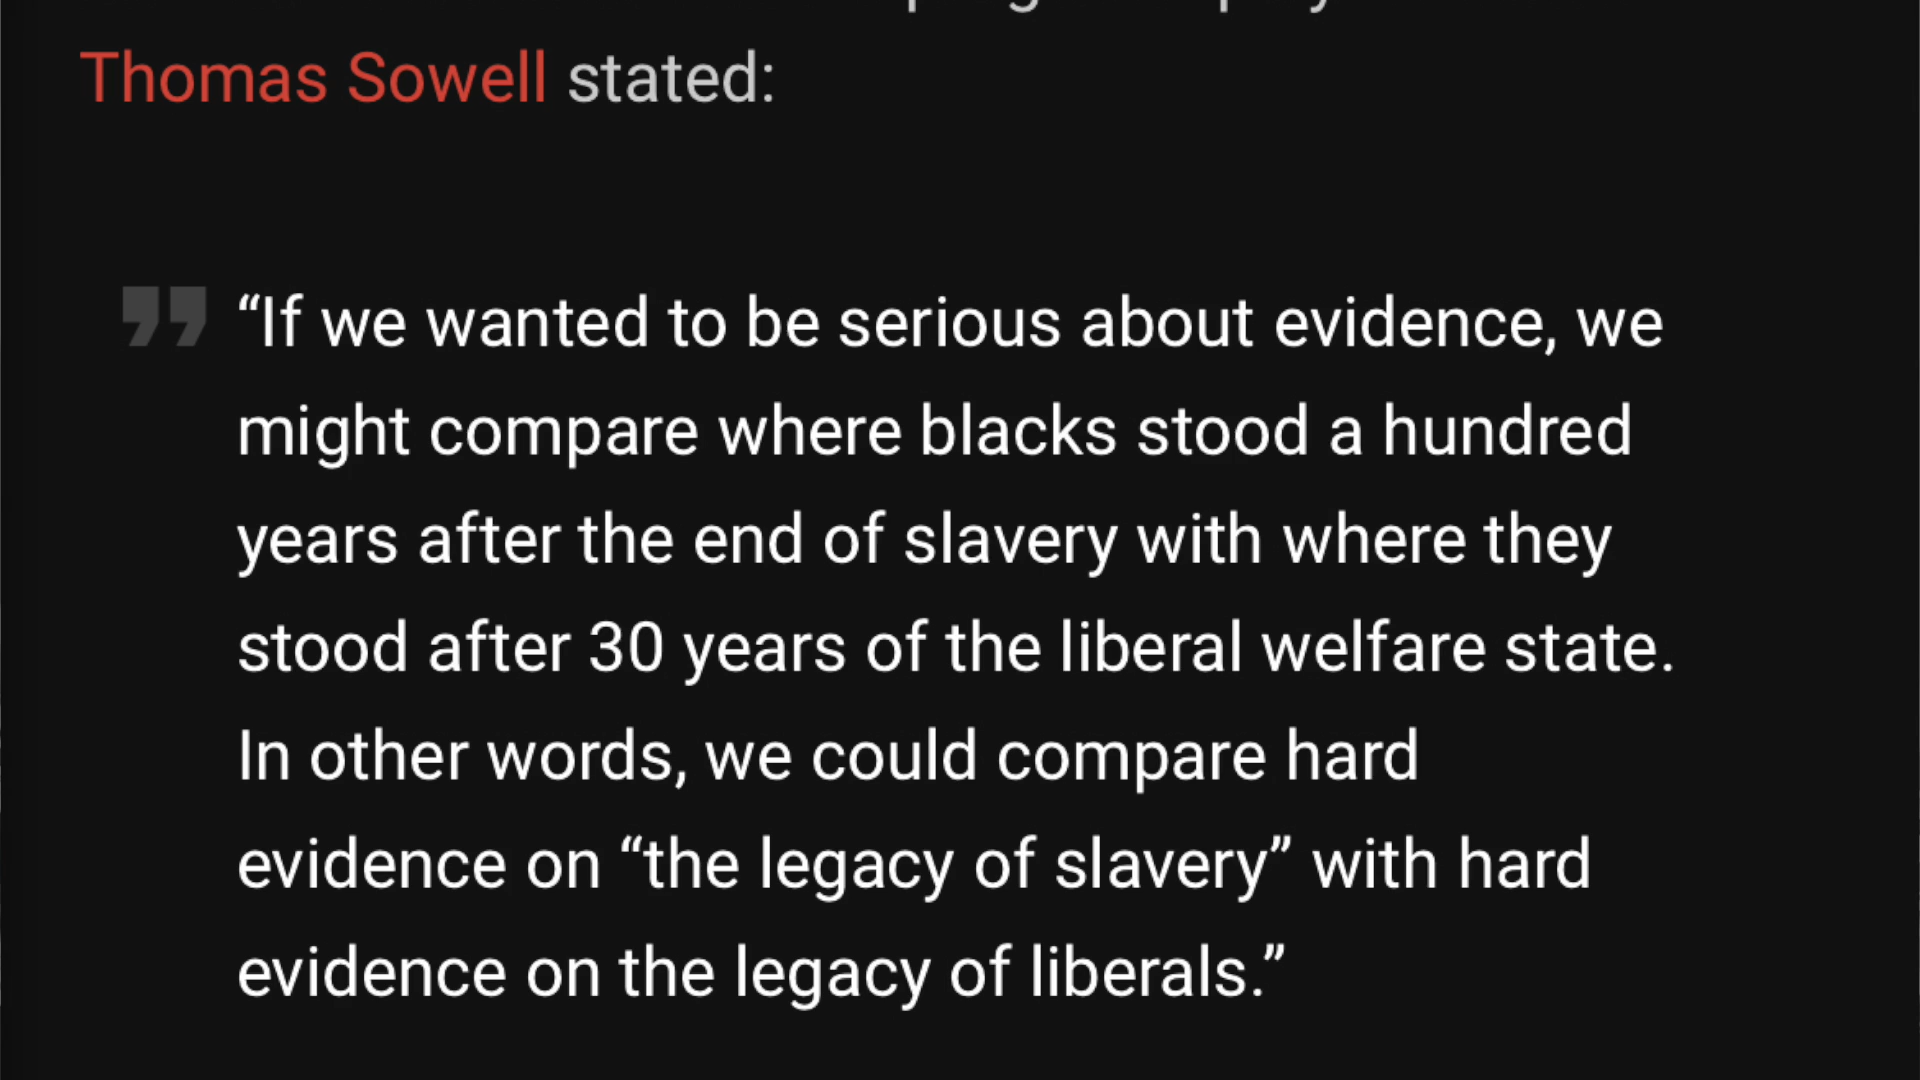 Thomas Sowell stated:
“If we wanted to be serious about evidence, we
might compare where blacks stood a hundred
years after the end of slavery with where they
stood after 30 years of the liberal welfare state.
In other words, we could compare hard
evidence on “the legacy of slavery” with hard
evidence on the legacy of liberals.”